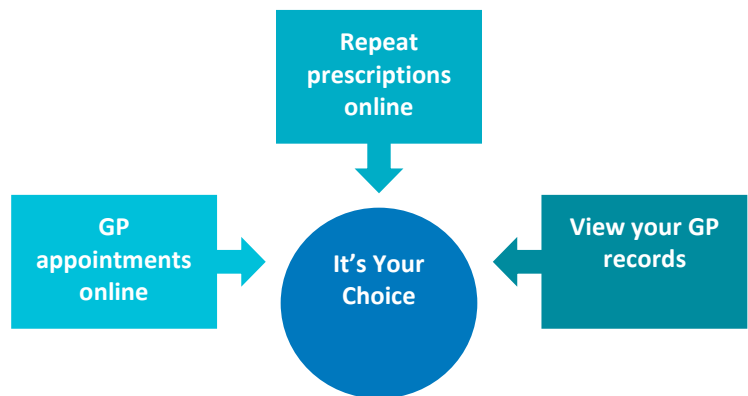 Repeat
prescriptions
online
GP
appointments
online
It’s Your
Choice
View your GP
records